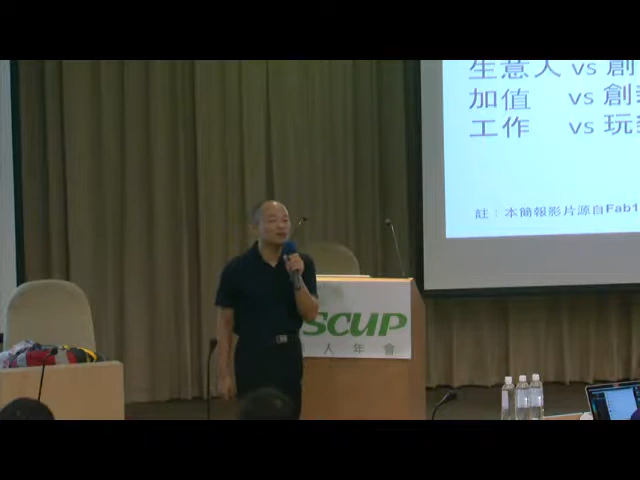 生意人 vs 創
加值 vs 創
工作 vs 玩
註：本簡報影片源自Fab1
SCUP
人年會